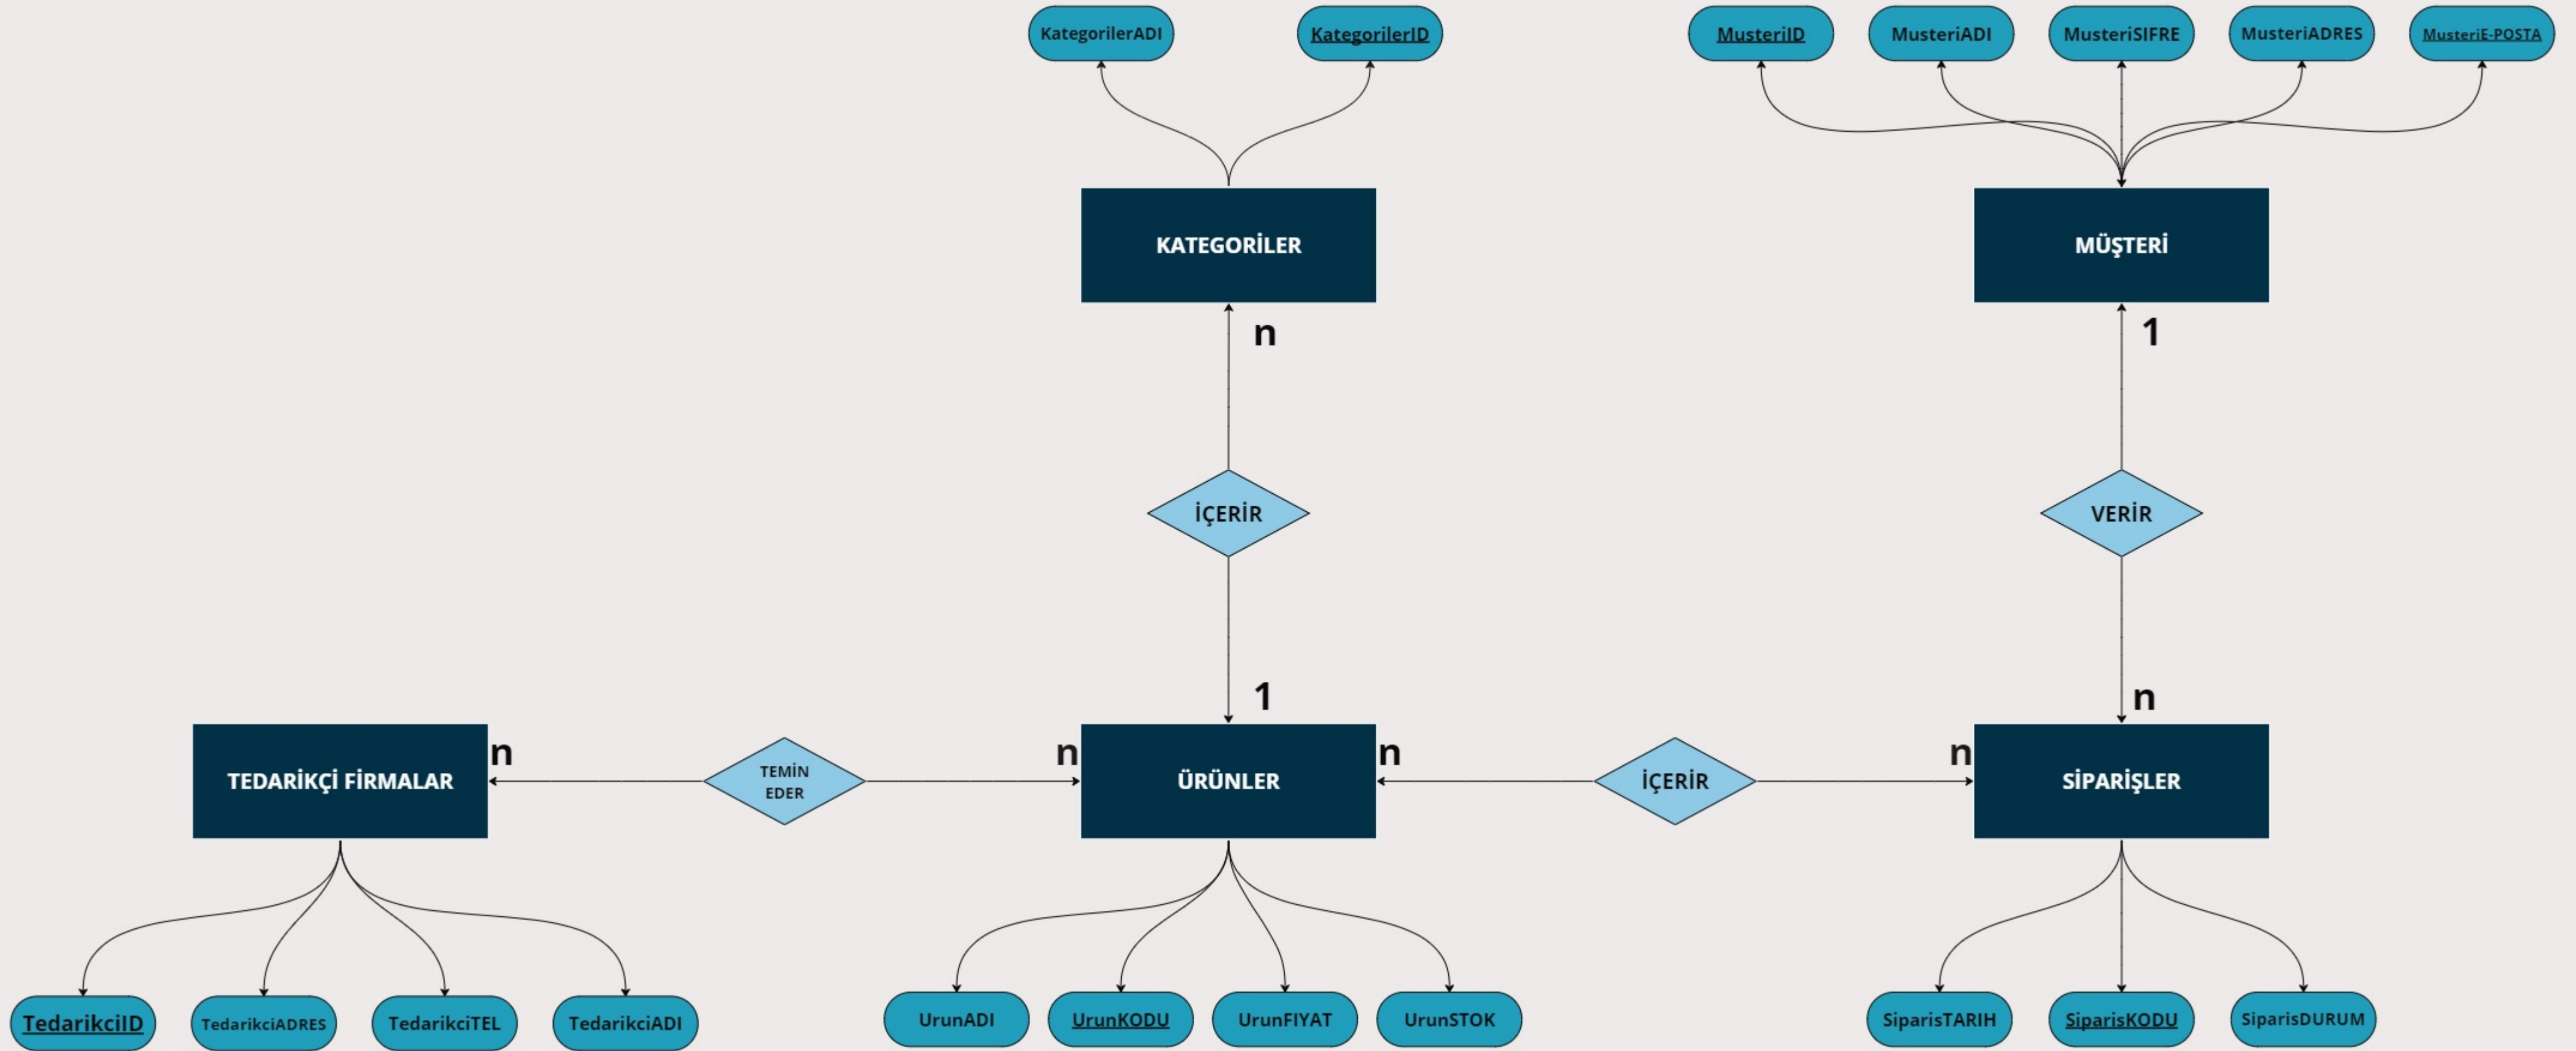 KategorilerADI
KategorilerID
MusteriID
MusteriADI
MusteriSIFRE
MusteriADRES
MusteriE-POSTA
KATEGORİLER
MÜŞTERİ
n
1
İÇERİR
VERİR
1
n
TEDARİKÇİ FİRMALAR
n
TEMİN
EDER
n
ÜRÜNLER
n
İÇERİR
n
SİPARİŞLER
TedarikciID
TedarikciADRES
TedarikciTEL
TedarikciADI
UrunADI
UrunKODU
UrunFIYAT
UrunSTOK
SiparisTARIH
SiparisKODU
SiparisDURUM